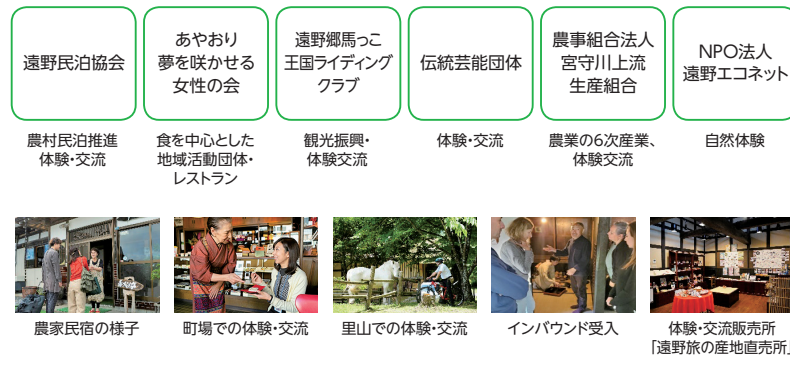 遠野民泊協会
あやおり
夢を咲かせる
女性の会
遠野郷馬っこ
王国ライディング
クラブ
伝統芸能団体
農事組合法人
宮守川上流
生産組合
NPO法人
遠野エコネット
農村民泊推進
体験・交流
食を中心とした
地域活動団体・
レストラン
観光振興・
体験交流
体験・交流
農業の6次産業、
体験交流
自然体験
農家民宿の様子
町場での体験・交流
里山での体験・交流
インバウンド受入
体験・交流販売所
「遠野旅の産地直売所」